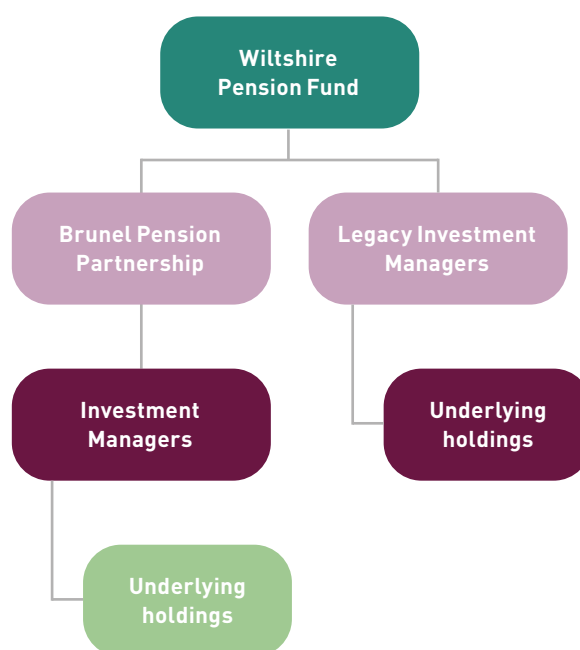 Wiltshire
Pension Fund
Brunel Pension
Partnership
Legacy Investment
Managers
Investment
Managers
Underlying
holdings
Underlying
holdings